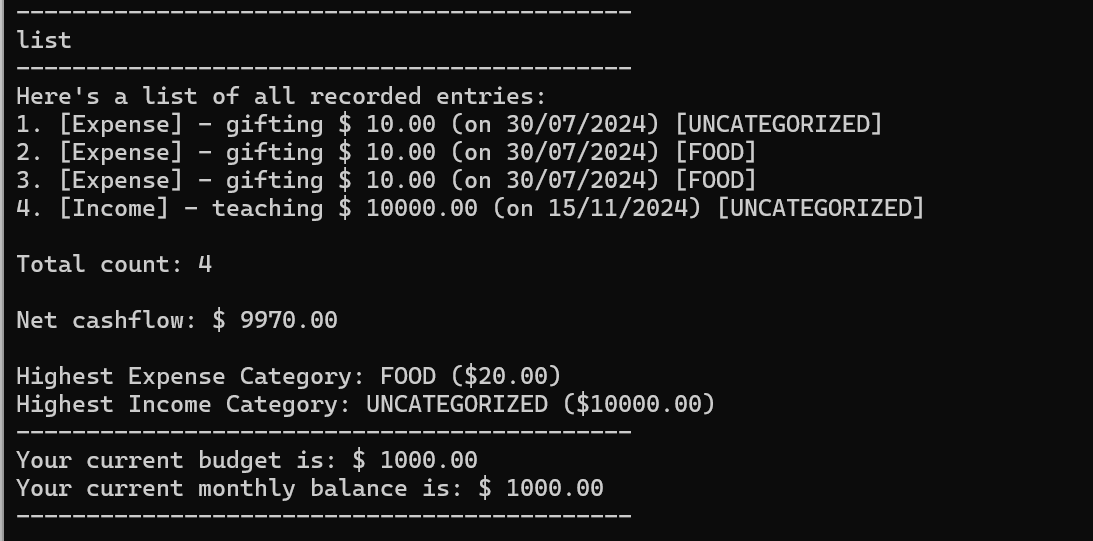 --------------------------------------------
list
--------------------------------------------
Here's a list of all recorded entries:
1. [Expense] - gifting $ 10.00 (on 30/07/2024) [UNCATEGORIZED]
2. [Expense] - gifting $ 10.00 (on 30/07/2024) [FOOD]
3. [Expense] - gifting $ 10.00 (on 30/07/2024) [FOOD]
4. [Income] - teaching $ 10000.00 (on 15/11/2024) [UNCATEGORIZED]
Total count: 4
Net cashflow: $ 9970.00
Highest Expense Category: FOOD ($20.00)
Highest Income Category: UNCATEGORIZED ($10000.00)
--------------------------------------------
Your current budget is: $ 1000.00
Your current monthly balance is: $ 1000.00
--------------------------------------------